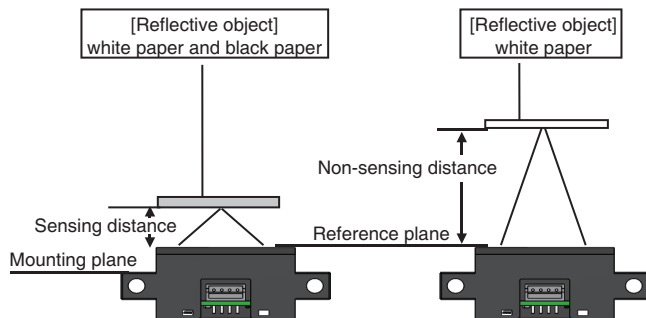 [Reflective object]
white paper and black paper
[Reflective object]
white paper
Non-sensing distance
Sensing distance
Reference plane
Mounting plane